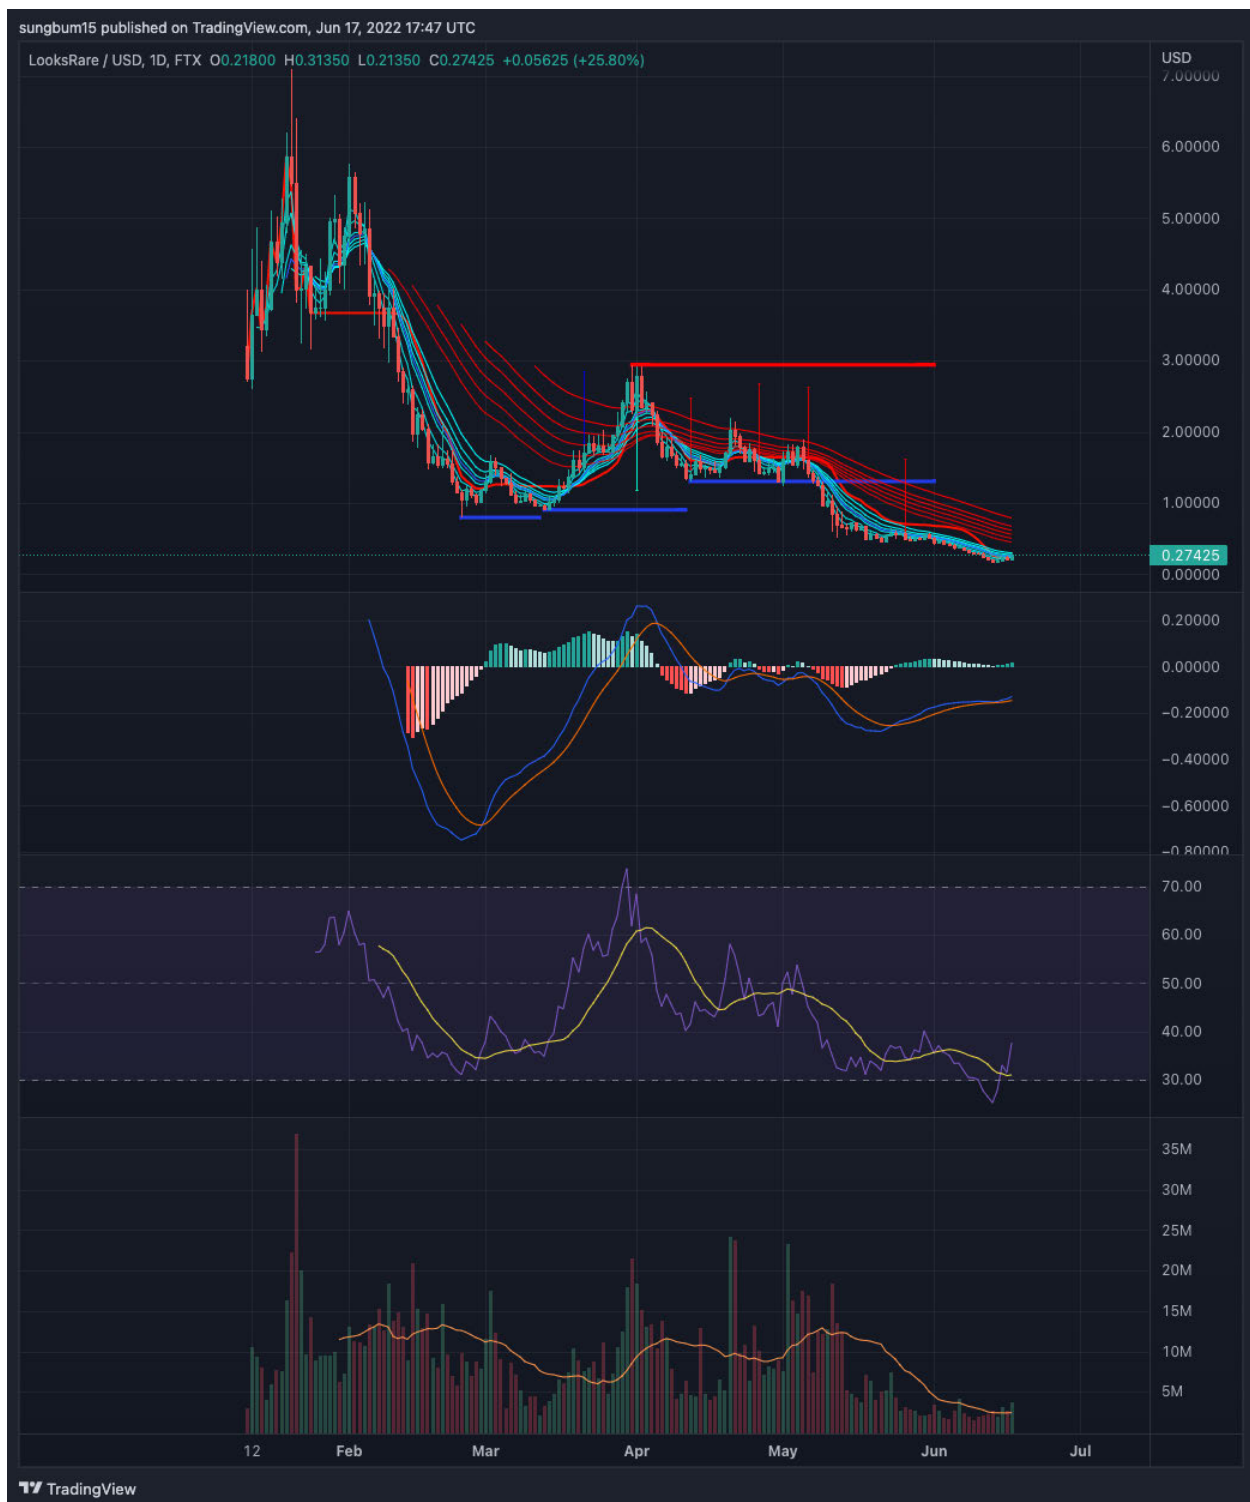 sungbum15 published on TradingView.com, Jun 17, 2022 17:47 UTC
LooksRare / USD, 1D, FTX O0.21800 H0.31350 L0.21350 C0.27425 +0.05625 (+25.80%)
USD
7.00000
6.00000
5.00000
4.00000
3.00000
2.00000
1.00000
0.27425
0.00000
0.20000
0.00000
−0.20000
−0.40000
−0.60000
−0.80000
70.00
60.00
50.00
40.00
30.00
35M
30M
25M
20M
15M
10M
5M
12 Feb Mar Apr May Jun Jul
TradingView